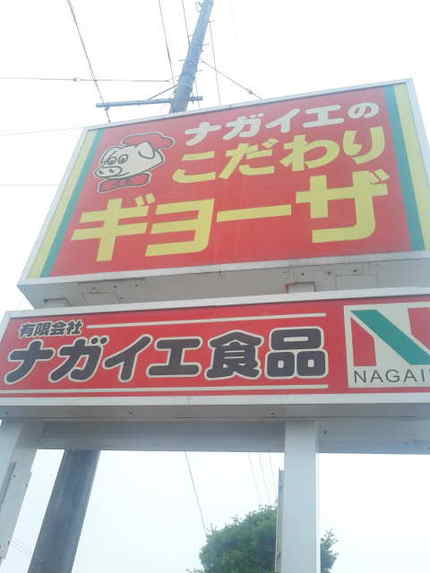 ナガイエの
こだわり
ギョーザ
有限会社
ナガイエ食品
N
NAGAI